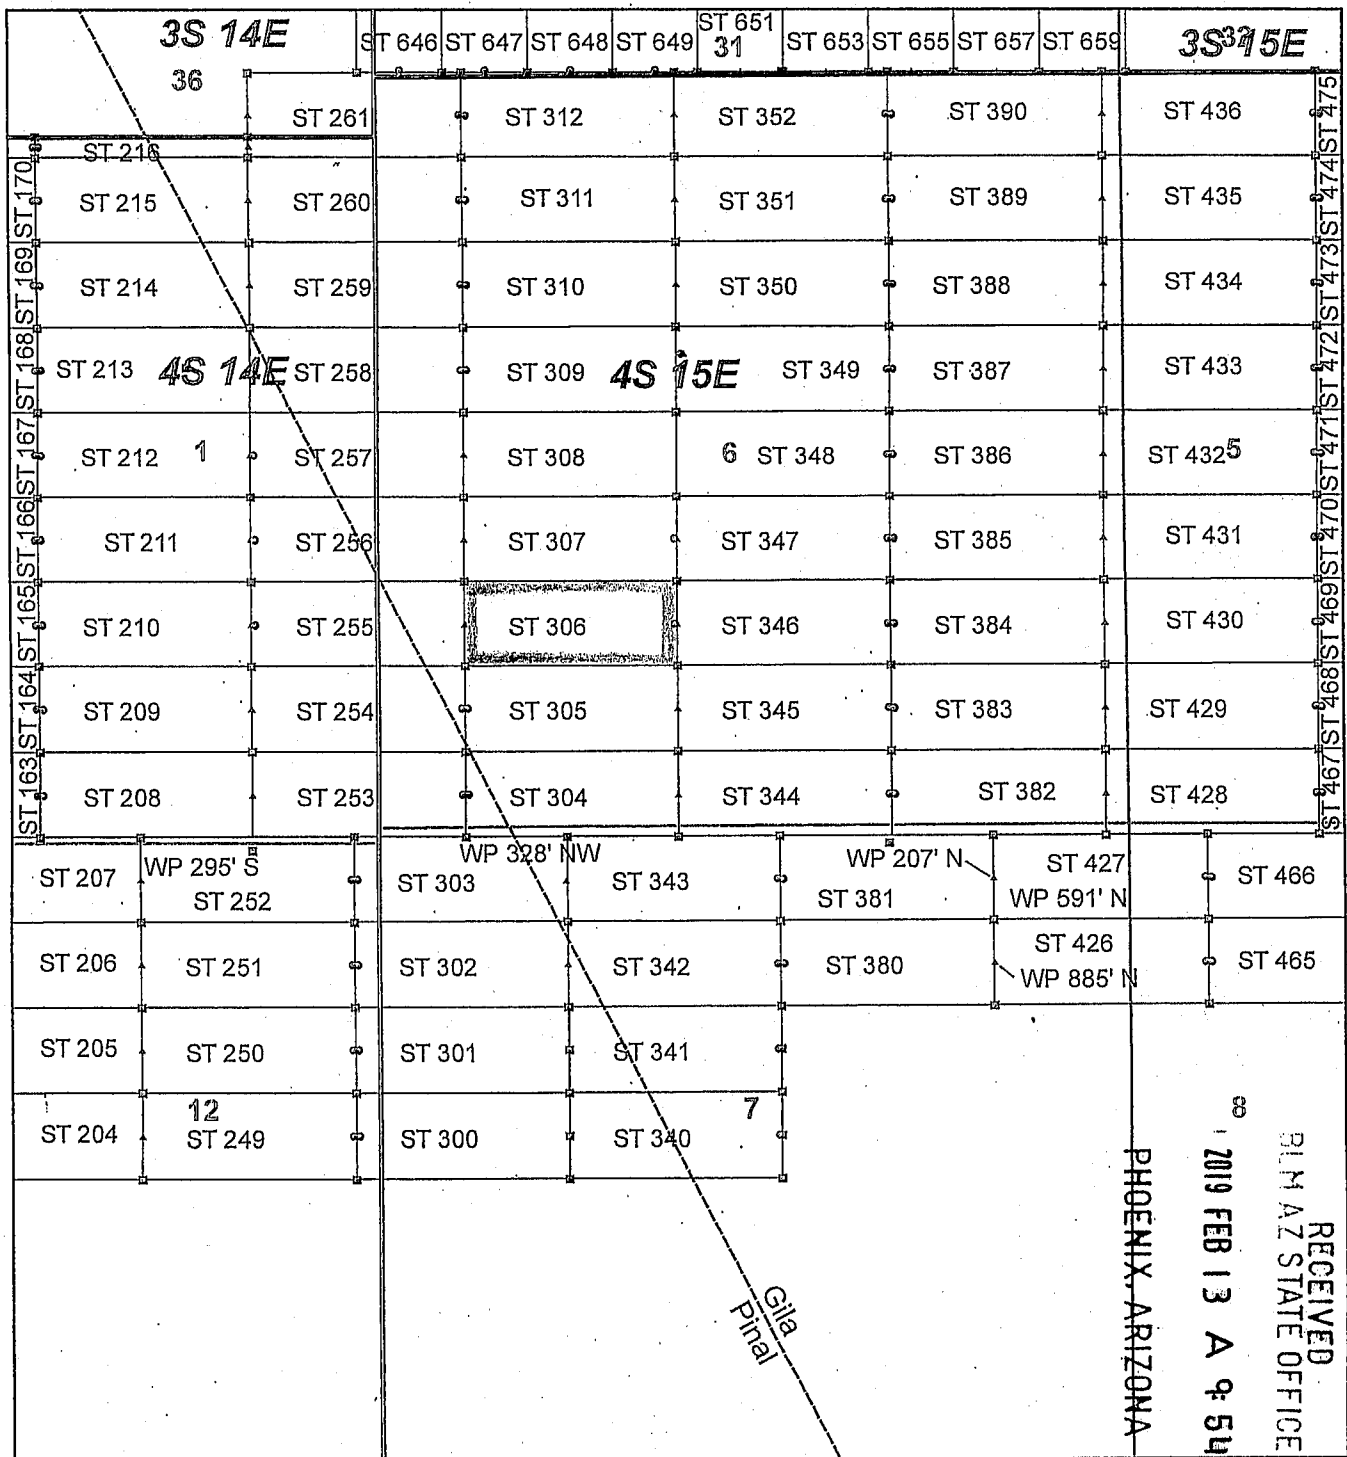 3S 14E
ST 646 ST 647 ST 648 ST 649 ST 651 ST 653 ST 655 ST 657 ST 659
31
3S 15E
32
36
ST 261 ST 312 ST 352 ST 390 ST 436 ST 475
ST 216
ST 170 ST 215 ST 260 ST 311 ST 351 ST 389 ST 435 ST 474
ST 169 ST 214 ST 259 ST 310 ST 350 ST 388 ST 434 ST 473
ST 168 ST 213 4S 14E ST 258 ST 309 4S 15E ST 349 ST 387 ST 433 ST 472
ST 167 ST 212 1 ST 257 ST 308 6 ST 348 ST 386 ST 432 5 ST 471
ST 166 ST 211 ST 256 ST 307 ST 347 ST 385 ST 431 ST 470
ST 165 ST 210 ST 255 ST 306 ST 346 ST 384 ST 430 ST 469
ST 164 ST 209 ST 254 ST 305 ST 345 ST 383 ST 429 ST 468
ST 163 ST 208 ST 253 ST 304 ST 344 ST 382 ST 428 ST 467
WP 295' S WP 328' NW WP 207' N ST 427
ST 207 ST 252 ST 303 ST 343 ST 381 WP 591' N ST 466
ST 206 ST 251 ST 302 ST 342 ST 380 ST 426 ST 465
WP 885' N
ST 205 ST 250 ST 301 ST 341
12 7 8
ST 204 ST 249 ST 300 ST 340
Gila
Pinal
RECEIVED
BLM AZ STATE OFFICE
2019 FEB 13 A 9:54
PHOENIX, ARIZONA